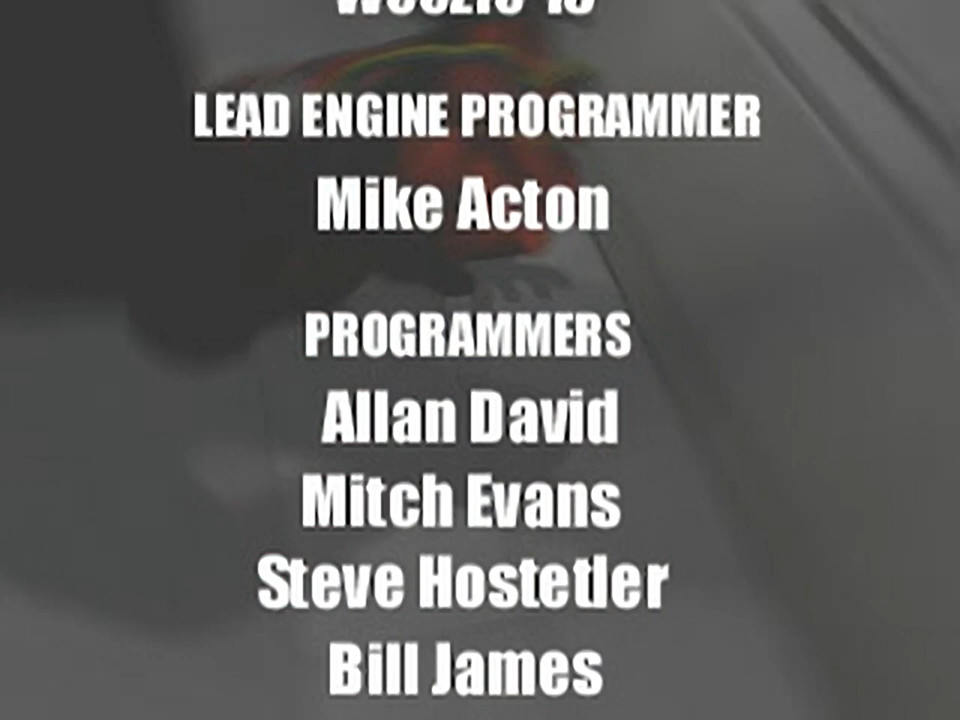 LEAD ENGINE PROGRAMMER
Mike Acton
PROGRAMMERS
Allan David
Mitch Evans
Steve Hostetler
Bill James